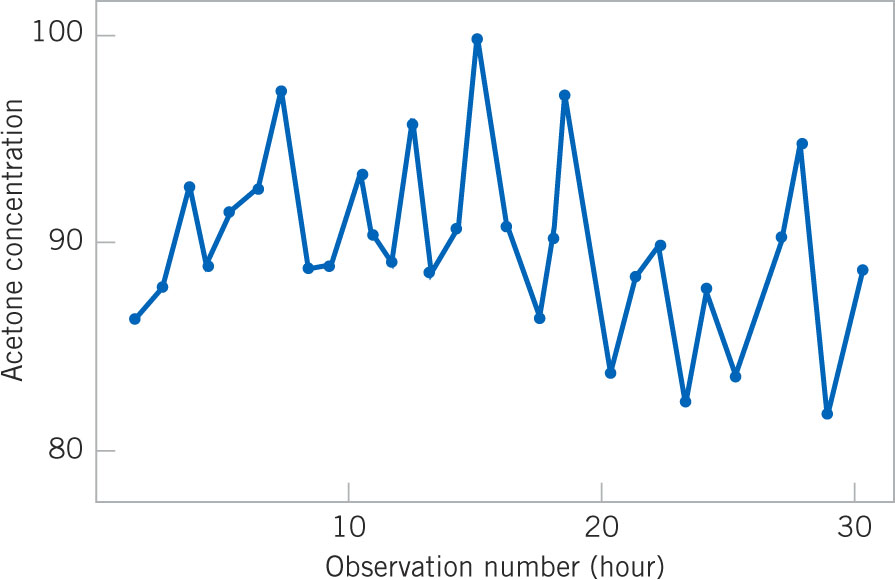 100
90
80
Acetone concentration
10 20 30
Observation number (hour)